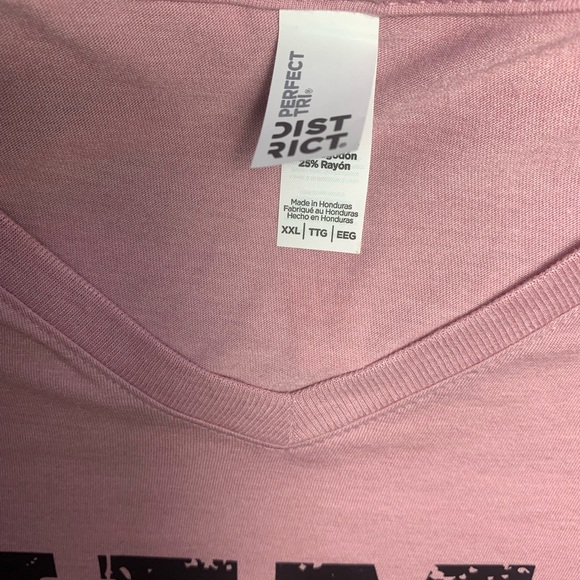 PERFECT
TRI®
DIST
RICT®
25% Rayón
Made in Honduras
Fabriqué au Honduras
Hecho en Honduras
XXL | TTG | EEG